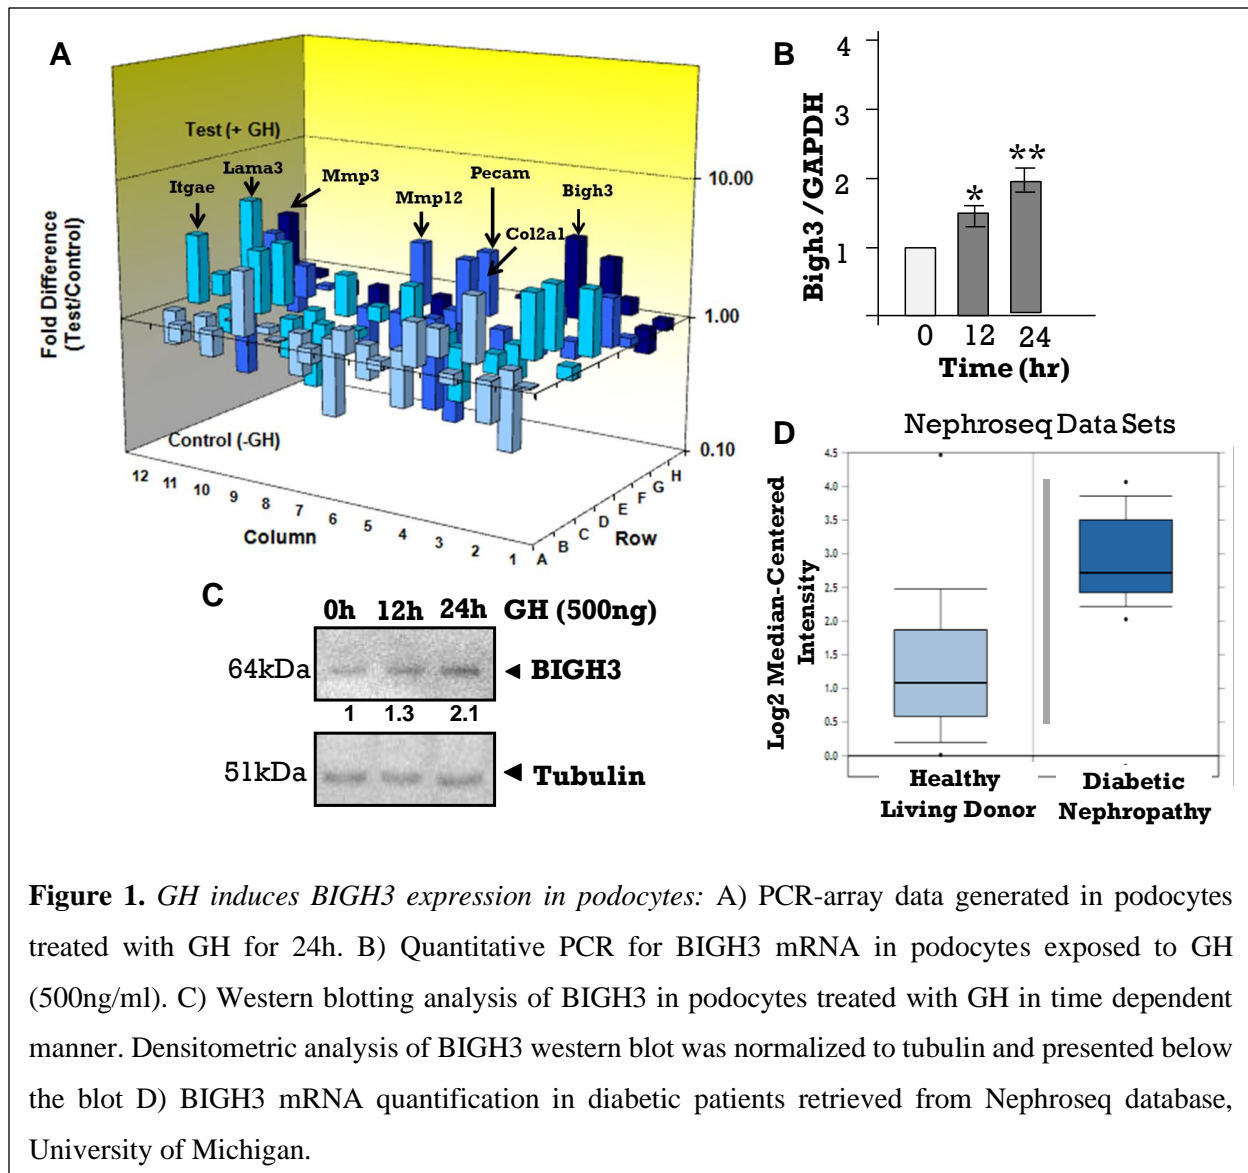 A
Test (+ GH)
Itgae
Lama3
Mmp3
Mmp12
Pecam
Col2a1
Bigh3
Fold Difference
(Test/Control)
10.00
1.00
0.10
Control (-GH)
12 11 10 9 8 7 6 5 4 3 2 1
Column
A B C D E F G H
Row
B
Bigh3 /GAPDH
4
3
2
1
*
**
0 12 24
Time (hr)
C
0h 12h 24h GH (500ng)
64kDa
BIGH3
1 1.3 2.1
51kDa
Tubulin
D
Nephroseq Data Sets
Log2 Median-Centered
Intensity
4.5
4.0
3.5
3.0
2.5
2.0
1.5
1.0
0.5
0.0
Healthy
Living Donor
Diabetic
Nephropathy
Figure 1. GH induces BIGH3 expression in podocytes: A) PCR-array data generated in podocytes
treated with GH for 24h. B) Quantitative PCR for BIGH3 mRNA in podocytes exposed to GH
(500ng/ml). C) Western blotting analysis of BIGH3 in podocytes treated with GH in time dependent
manner. Densitometric analysis of BIGH3 western blot was normalized to tubulin and presented below
the blot D) BIGH3 mRNA quantification in diabetic patients retrieved from Nephroseq database,
University of Michigan.